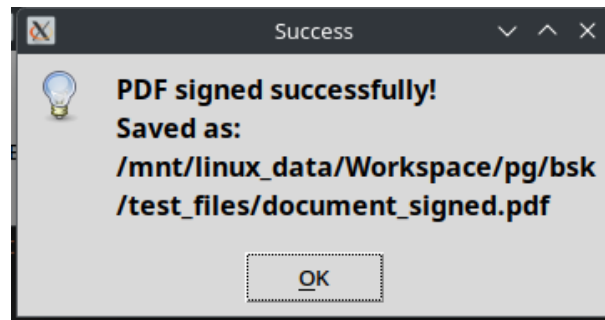 Success
PDF signed successfully!
Saved as:
/mnt/linux_data/Workspace/pg/bsk
/test_files/document_signed.pdf
OK